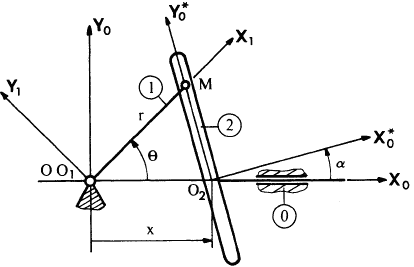 Y₀
Y₀*
X₁
Y₁
1
M
r
2
θ
X₀*
α
O O₁
O₂
X₀
0
x